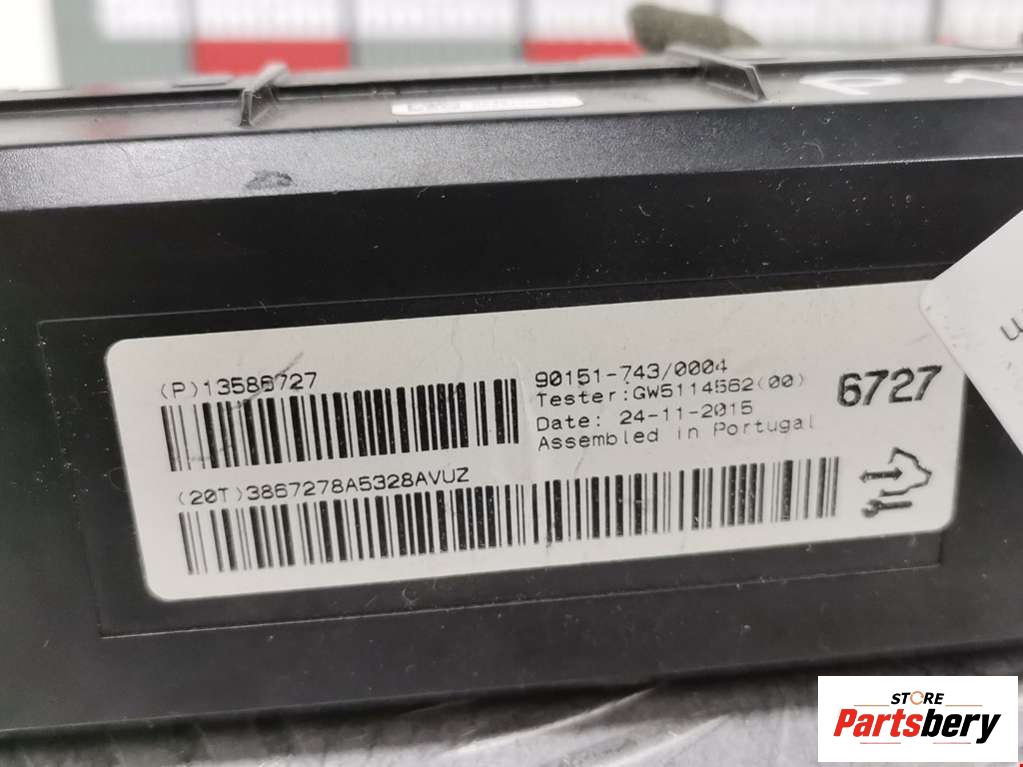 (P)13586727
90151-743/0004
Tester:GW5114562(00)
Date: 24-11-2015
Assembled in Portugal
6727
(20T)3867278A5328AVUZ
STORE
Partsbery